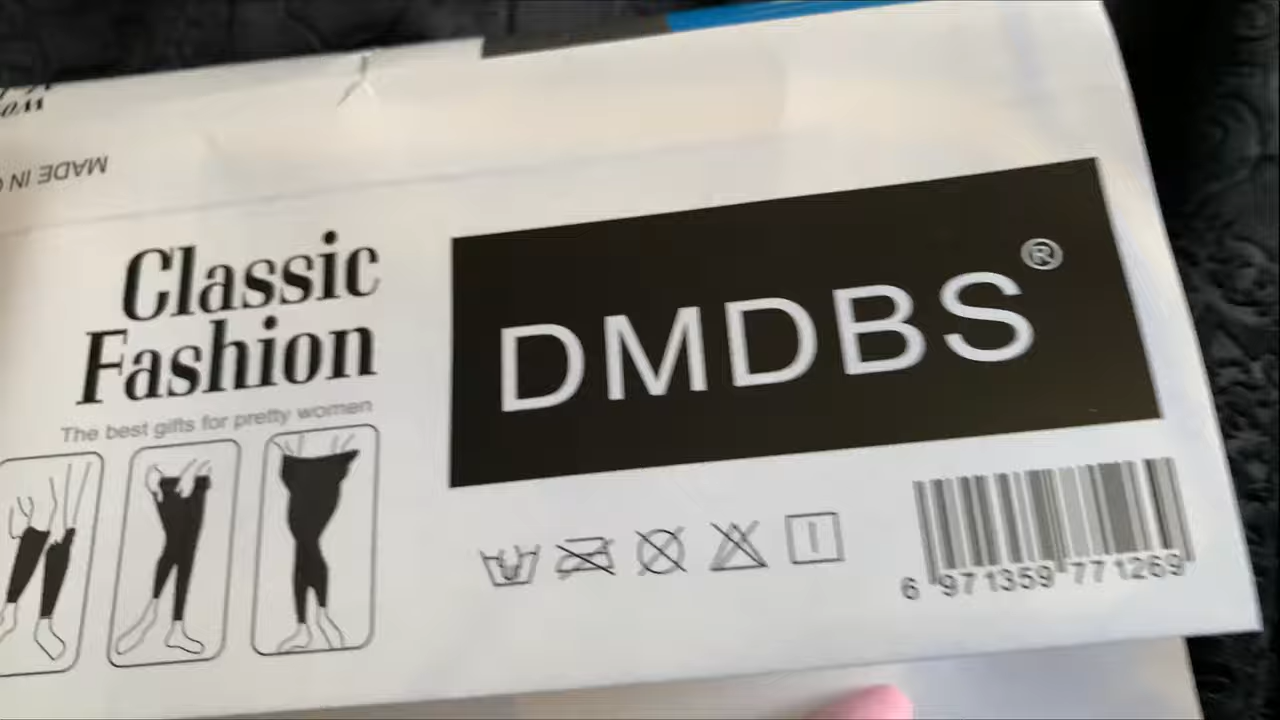 MADE IN
Classic
Fashion
The best gifts for pretty women
DMDBS®
6 971359 771269